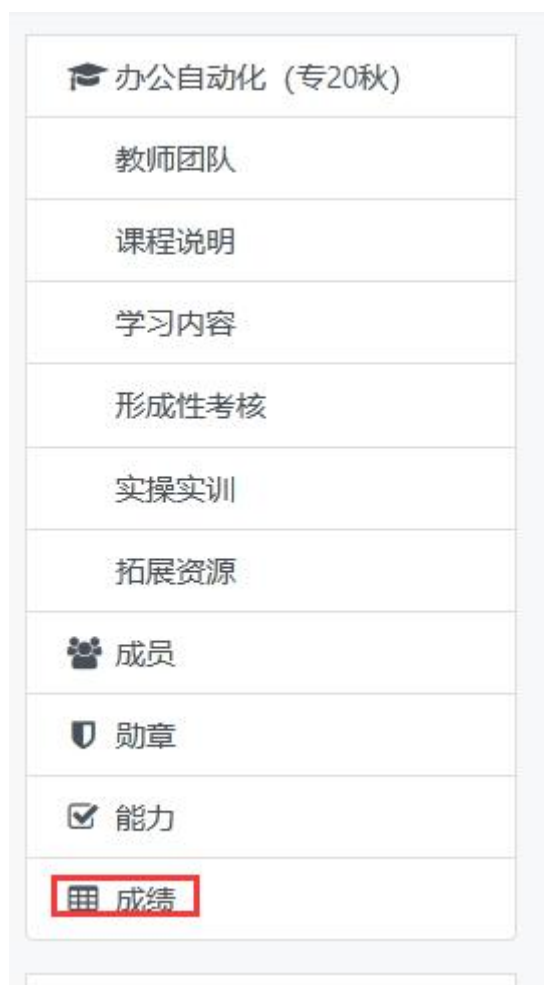 办公自动化 (专20秋)
教师团队
课程说明
学习内容
形成性考核
实操实训
拓展资源
成员
勋章
能力
成绩